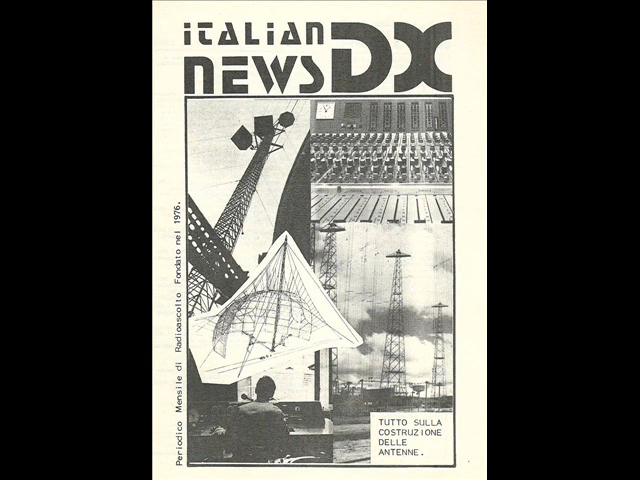 ITALIAN
NEWS DX
Periodico Mensile di Radioascolto Fondato nel 1976.
TUTTO SULLA
COSTRUZIONE
DELLE
ANTENNE.